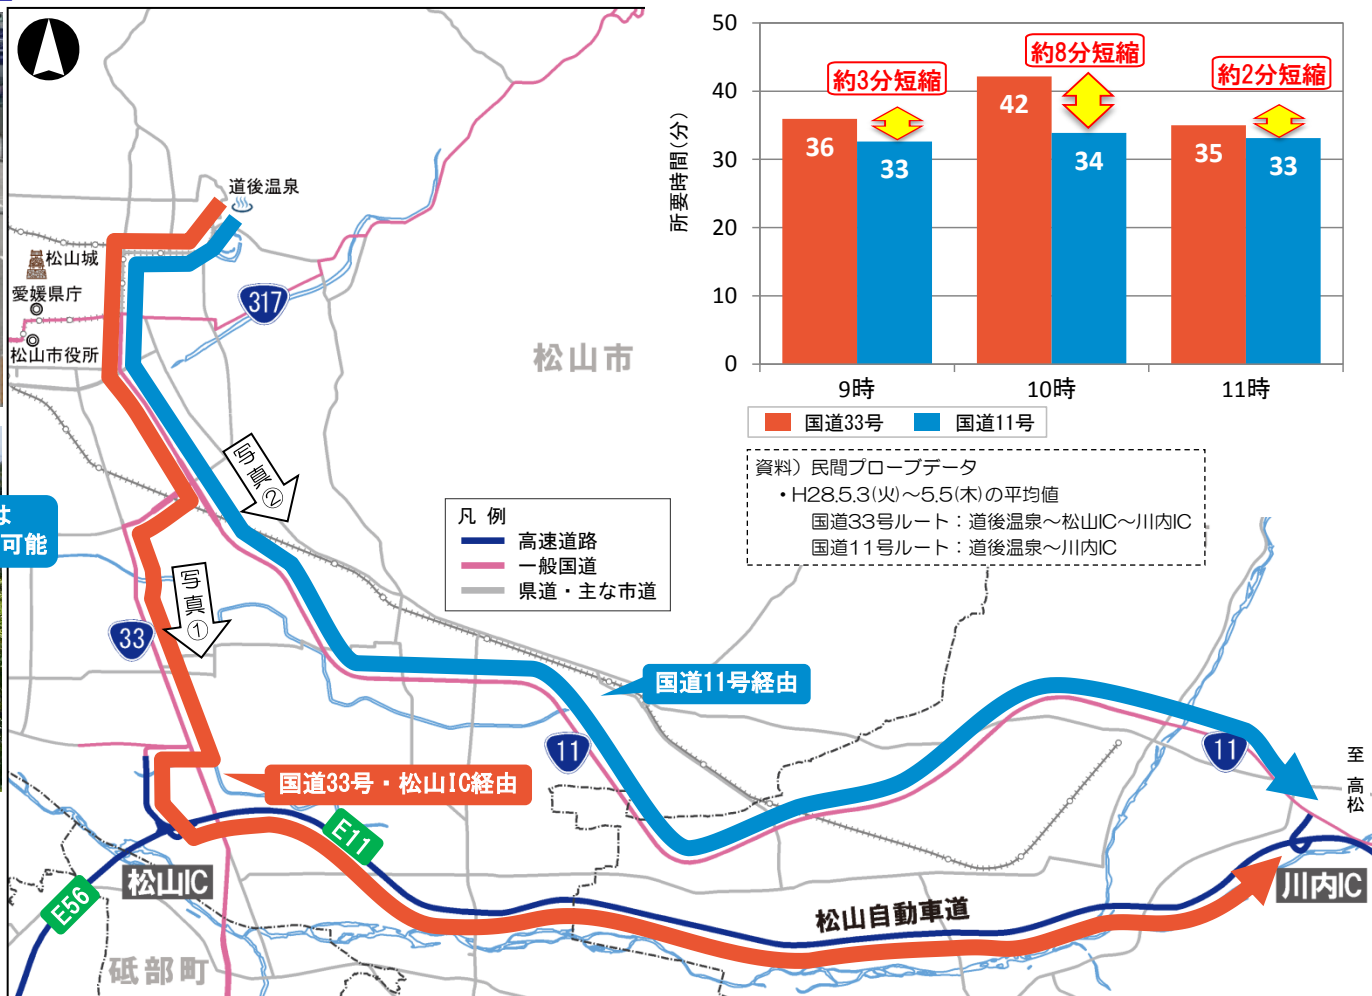 道後温泉
松山城
愛媛県庁
松山市役所
317
松山市
写真②
は
可能
写真①
33
凡 例
高速道路
一般国道
県道・主な市道
国道11号経由
11
11
至 高松
国道33号・松山IC経由
E11
E56
松山IC
川内IC
松山自動車道
砥部町
所要時間(分)
50
40
30
20
10
0
約3分短縮
約8分短縮
約2分短縮
36
33
42
34
35
33
9時
10時
11時
国道33号
国道11号
資料）民間プローブデータ
・H28.5.3(火)～5.5(木)の平均値
国道33号ルート：道後温泉～松山IC～川内IC
国道11号ルート：道後温泉～川内IC